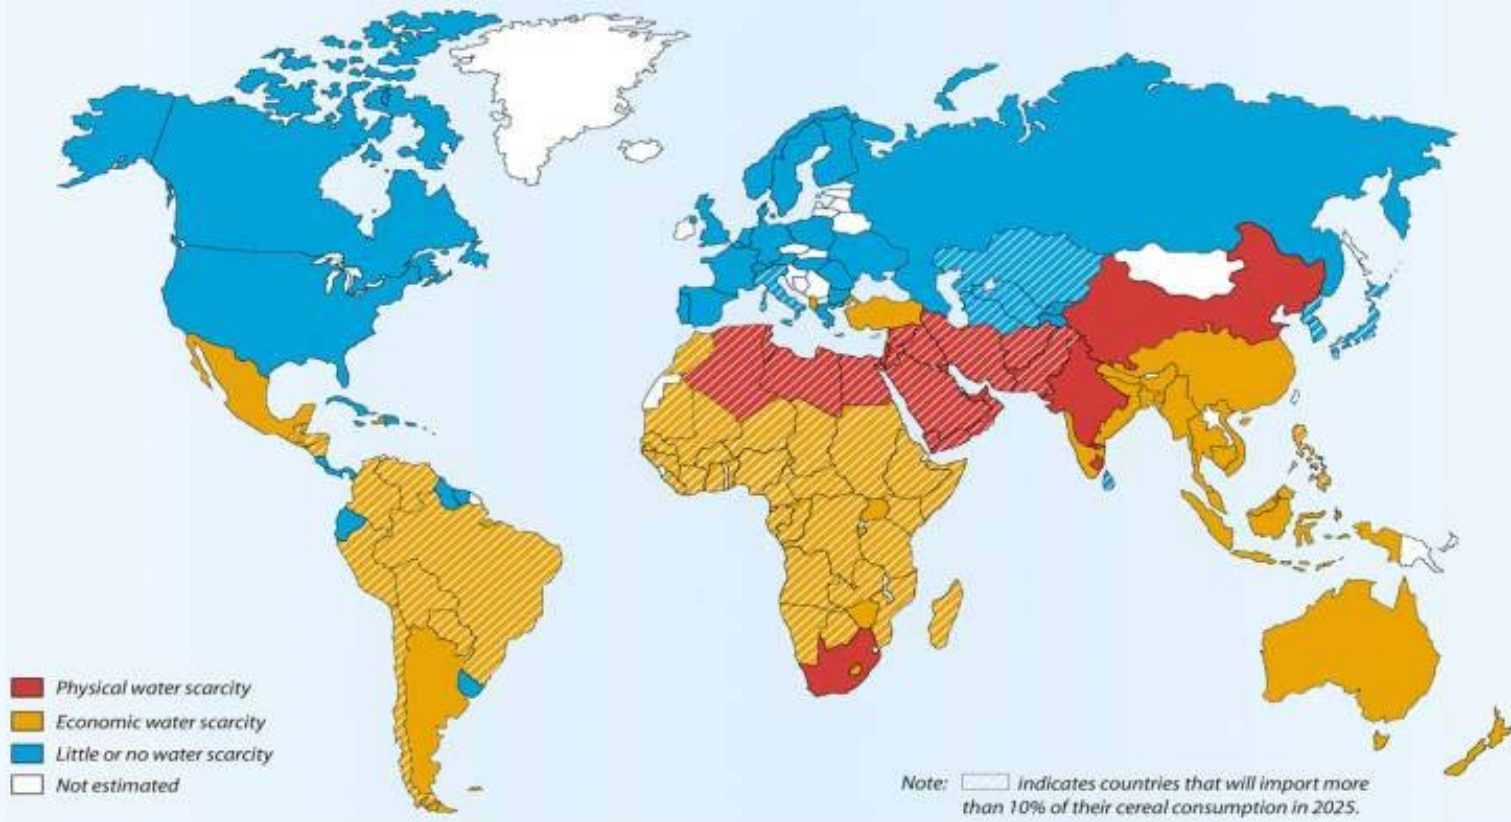 Physical water scarcity
Economic water scarcity
Little or no water scarcity
Not estimated
Note: indicates countries that will import more
than 10% of their cereal consumption in 2025.